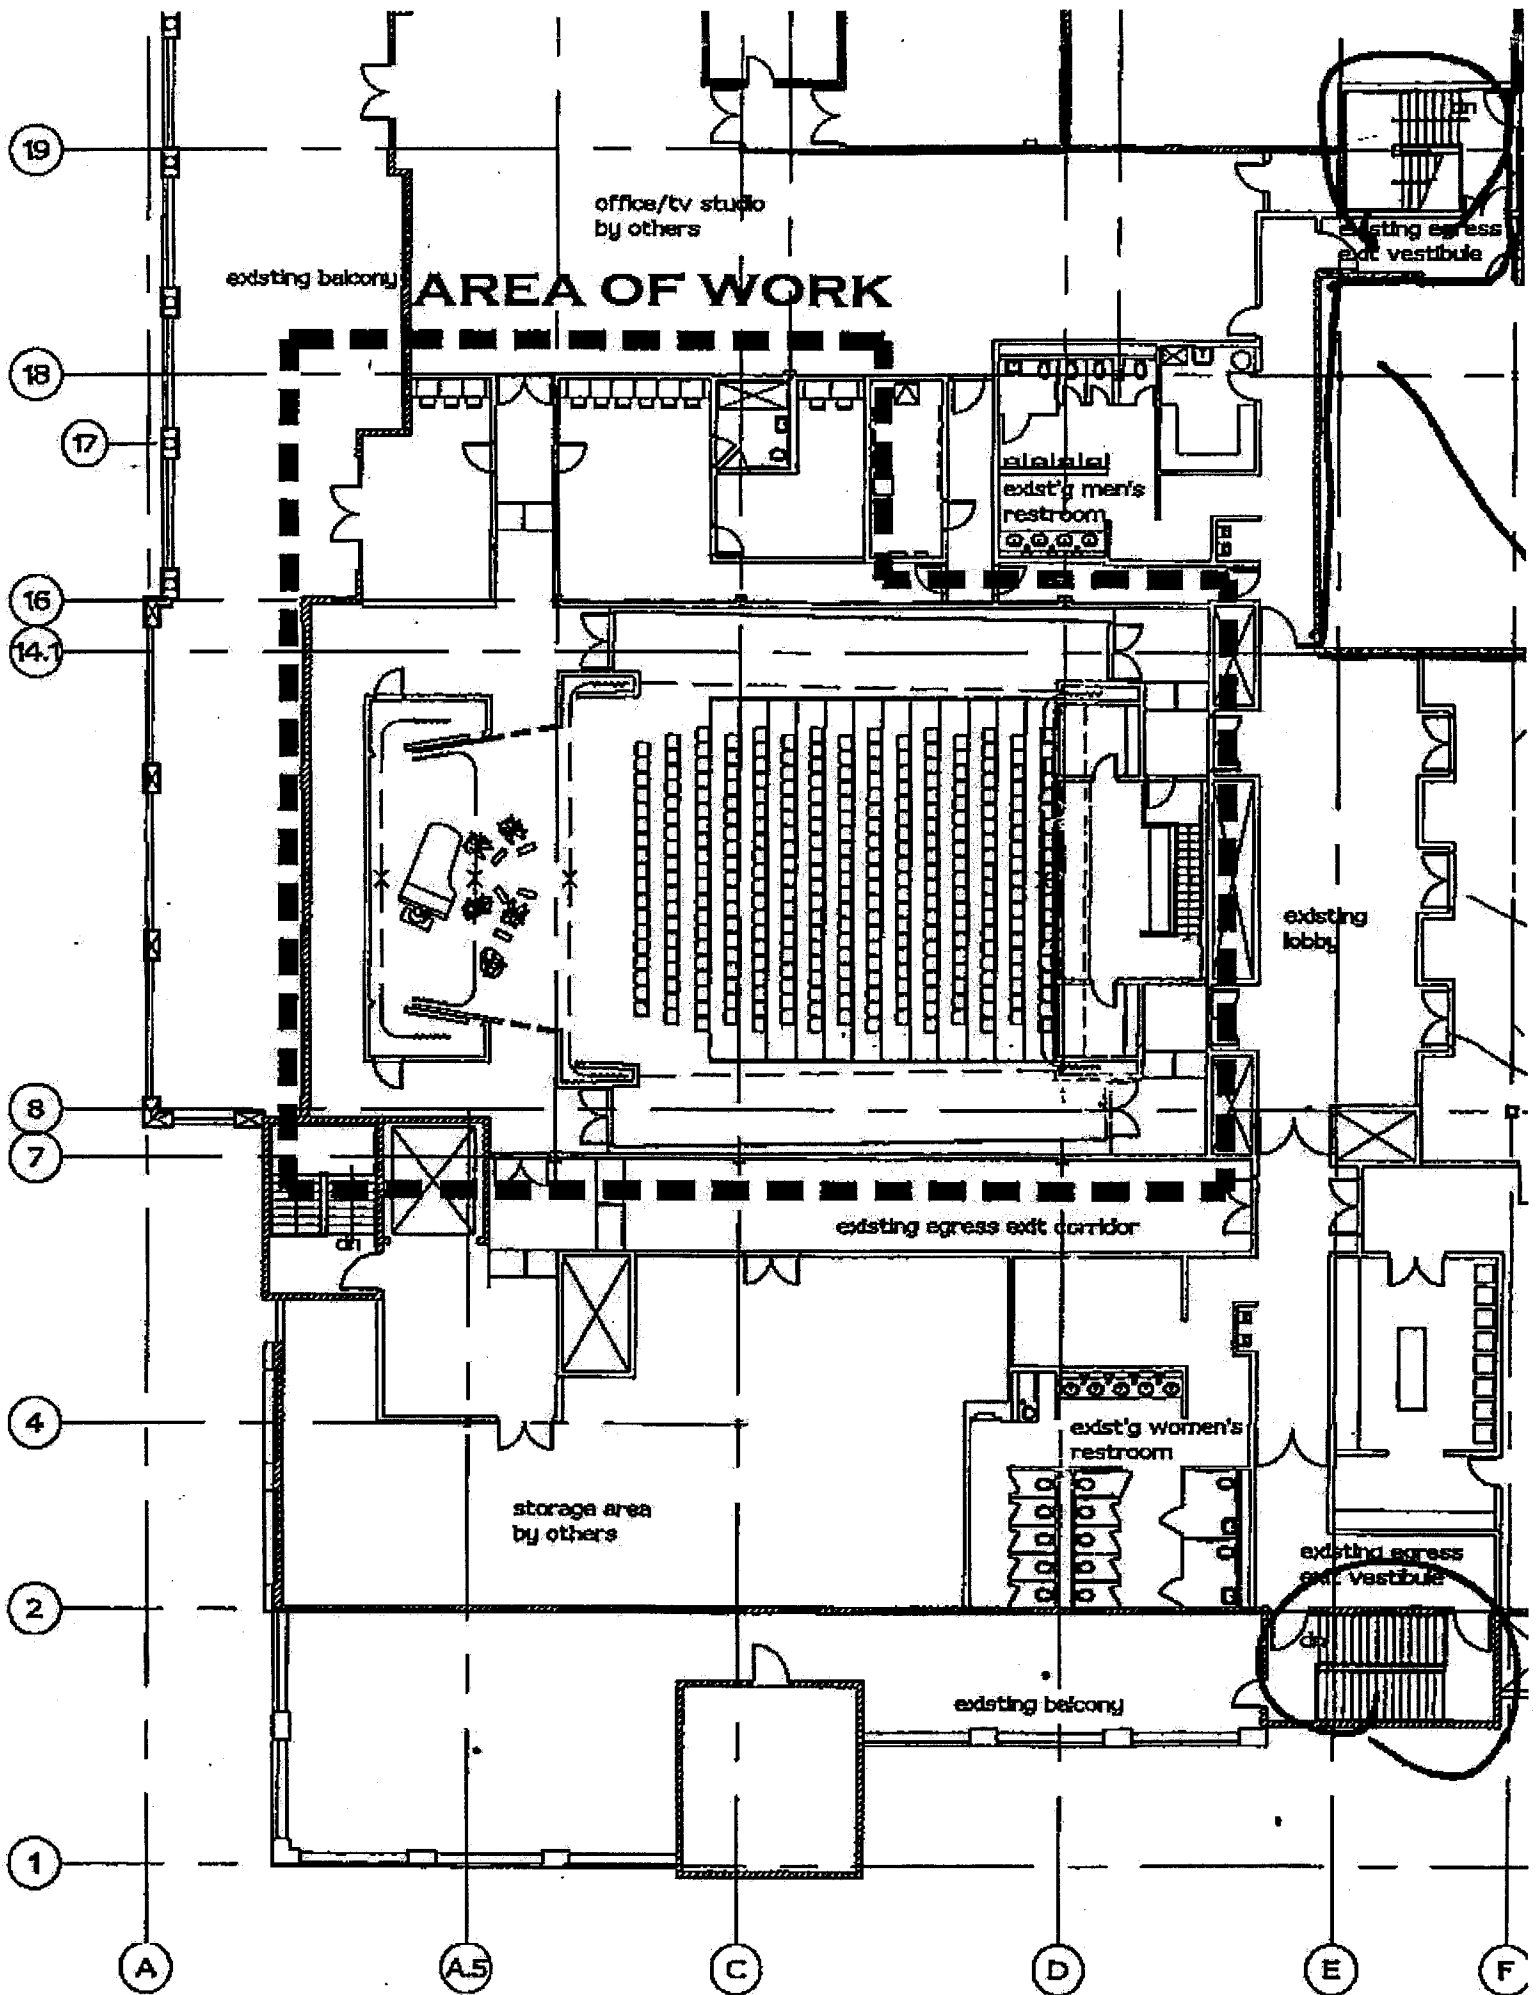 dn
19
office/tv studio
by others
existing egress
exit vestibule
existing balcony
AREA OF WORK
18
17
exist'g men's
restroom
16
14.1
existing
lobby
8
7
existing egress exit corridor
dn
4
exist'g women's
restroom
storage area
by others
existing egress
exit vestibule
2
dn
existing balcony
1
A
A.5
C
D
E
F